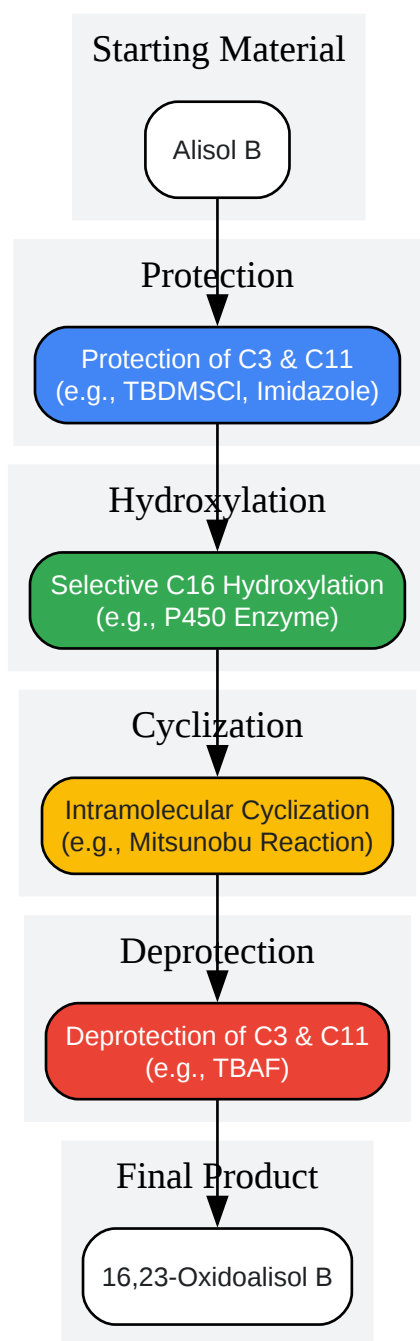 Starting Material
Alisol B
Protection
Protection of C3 & C11
(e.g., TBDMSCl, Imidazole)
Hydroxylation
Selective C16 Hydroxylation
(e.g., P450 Enzyme)
Cyclization
Intramolecular Cyclization
(e.g., Mitsunobu Reaction)
Deprotection
Deprotection of C3 & C11
(e.g., TBAF)
Final Product
16,23-Oxidoalisol B